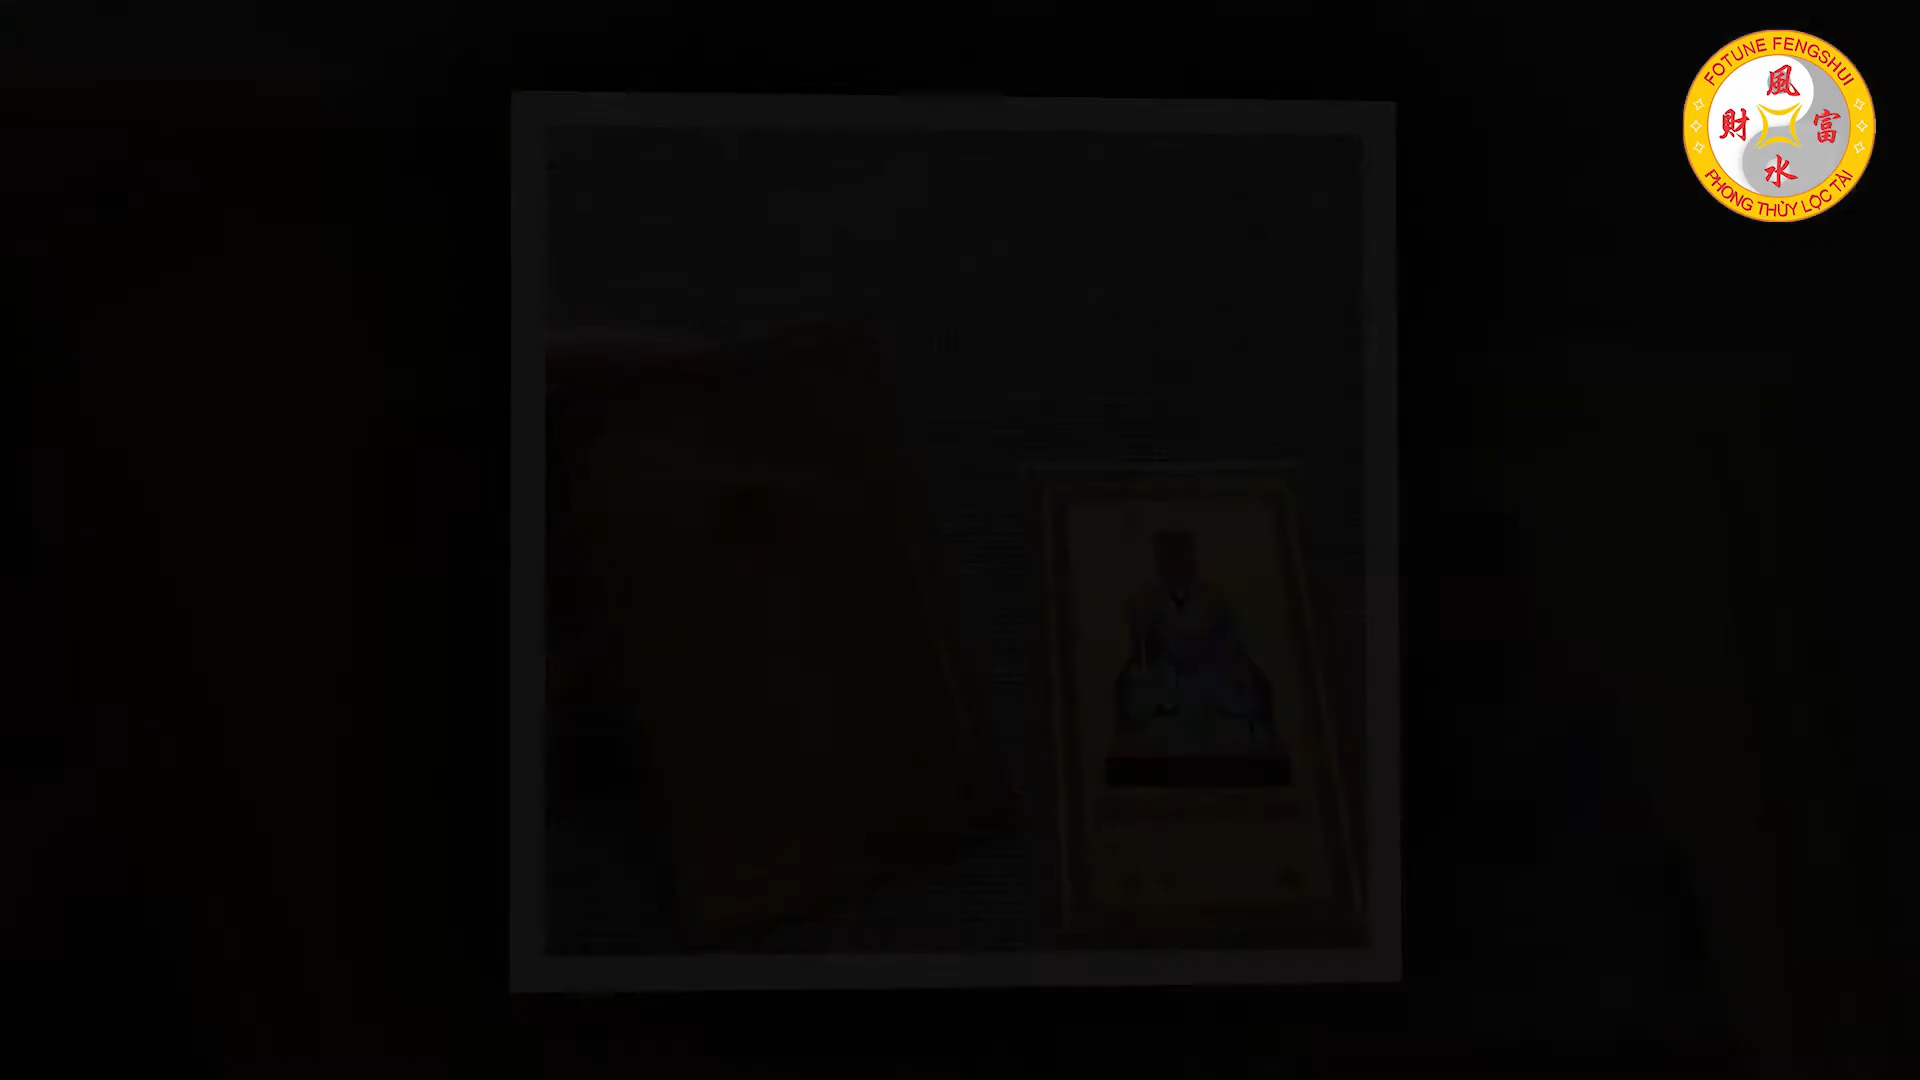 FOTUNE FENGSHUI
風
財 富
水
PHONG THỦY LỘC TÀI